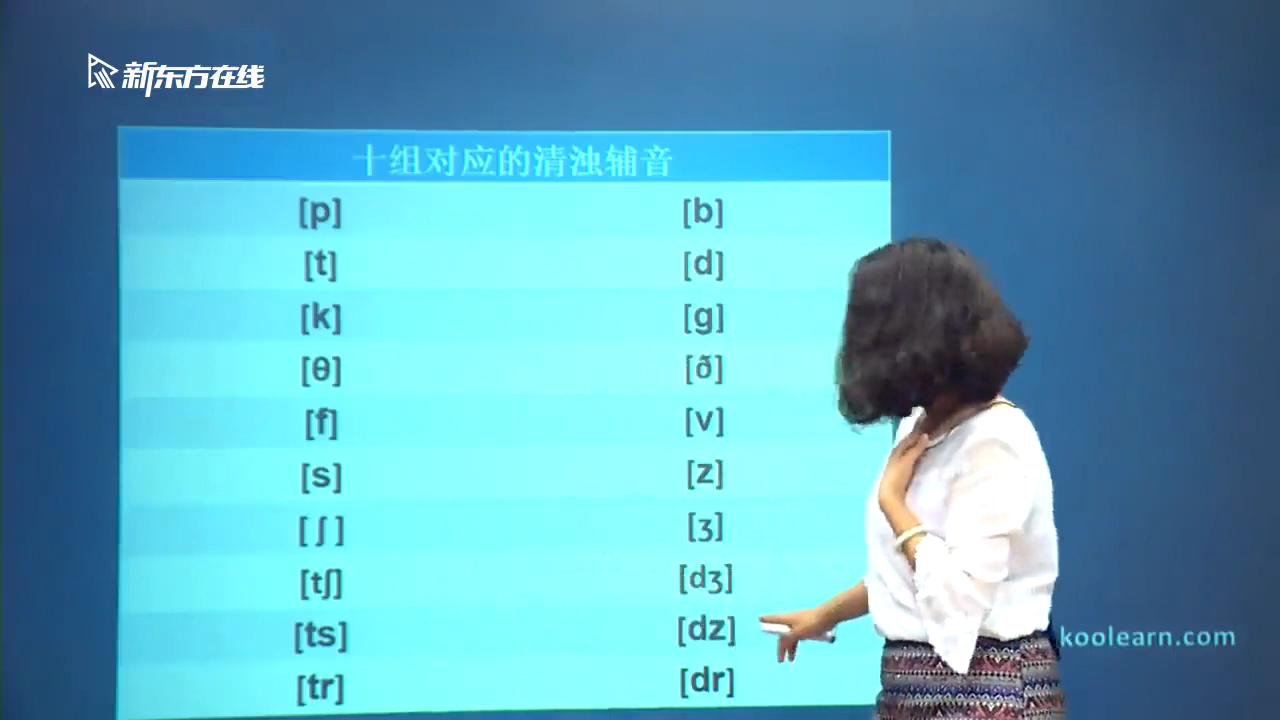 新东方在线
十组对应的清浊辅音
[p] [b]
[t] [d]
[k] [g]
[θ] [ð]
[f] [v]
[s] [z]
[ ʃ ] [ʒ]
[tʃ] [dʒ]
[ts] [dz]
[tr] [dr]
koolearn.com